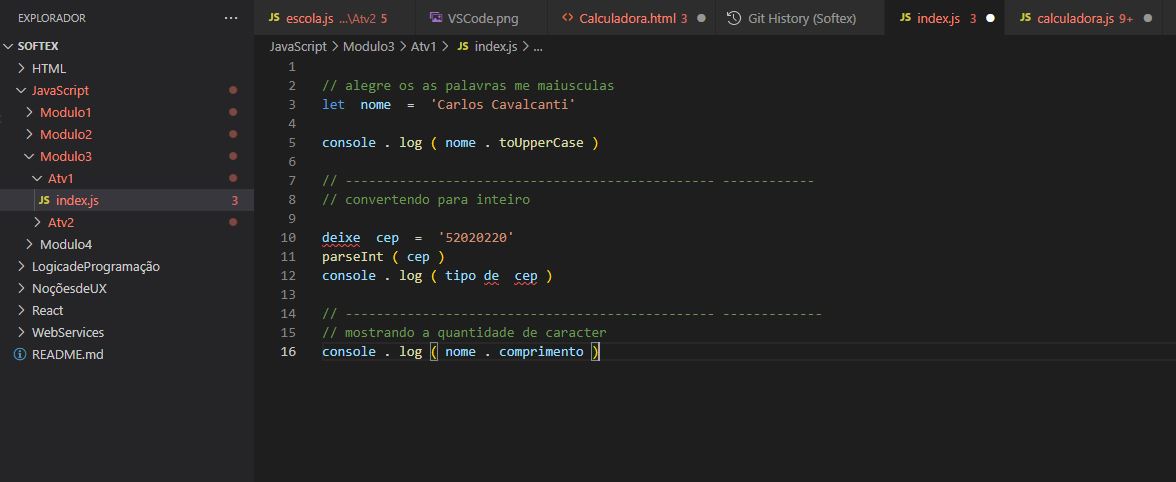 EXPLORADOR ...
JS escola.js ...\Atv2 5
VSCode.png
<> Calculadora.html 3
Git History (Softex)
JS index.js 3
JS calculadora.js 9+
SOFTEX
HTML
JavaScript
Modulo1
Modulo2
Modulo3
Atv1
JS index.js 3
Atv2
Modulo4
LogicadeProgramação
NoçõesdeUX
React
WebServices
README.md
JavaScript > Modulo3 > Atv1 > JS index.js > ...
1
2 // alegre os as palavras me maiusculas
3 let nome = 'Carlos Cavalcanti'
4
5 console . log ( nome . toUpperCase )
6
7 // ------------------------------------------------ ------------
8 // convertendo para inteiro
9
10 deixe cep = '52020220'
11 parseInt ( cep )
12 console . log ( tipo de cep )
13
14 // ------------------------------------------------ -------------
15 // mostrando a quantidade de caracter
16 console . log ( nome . comprimento )